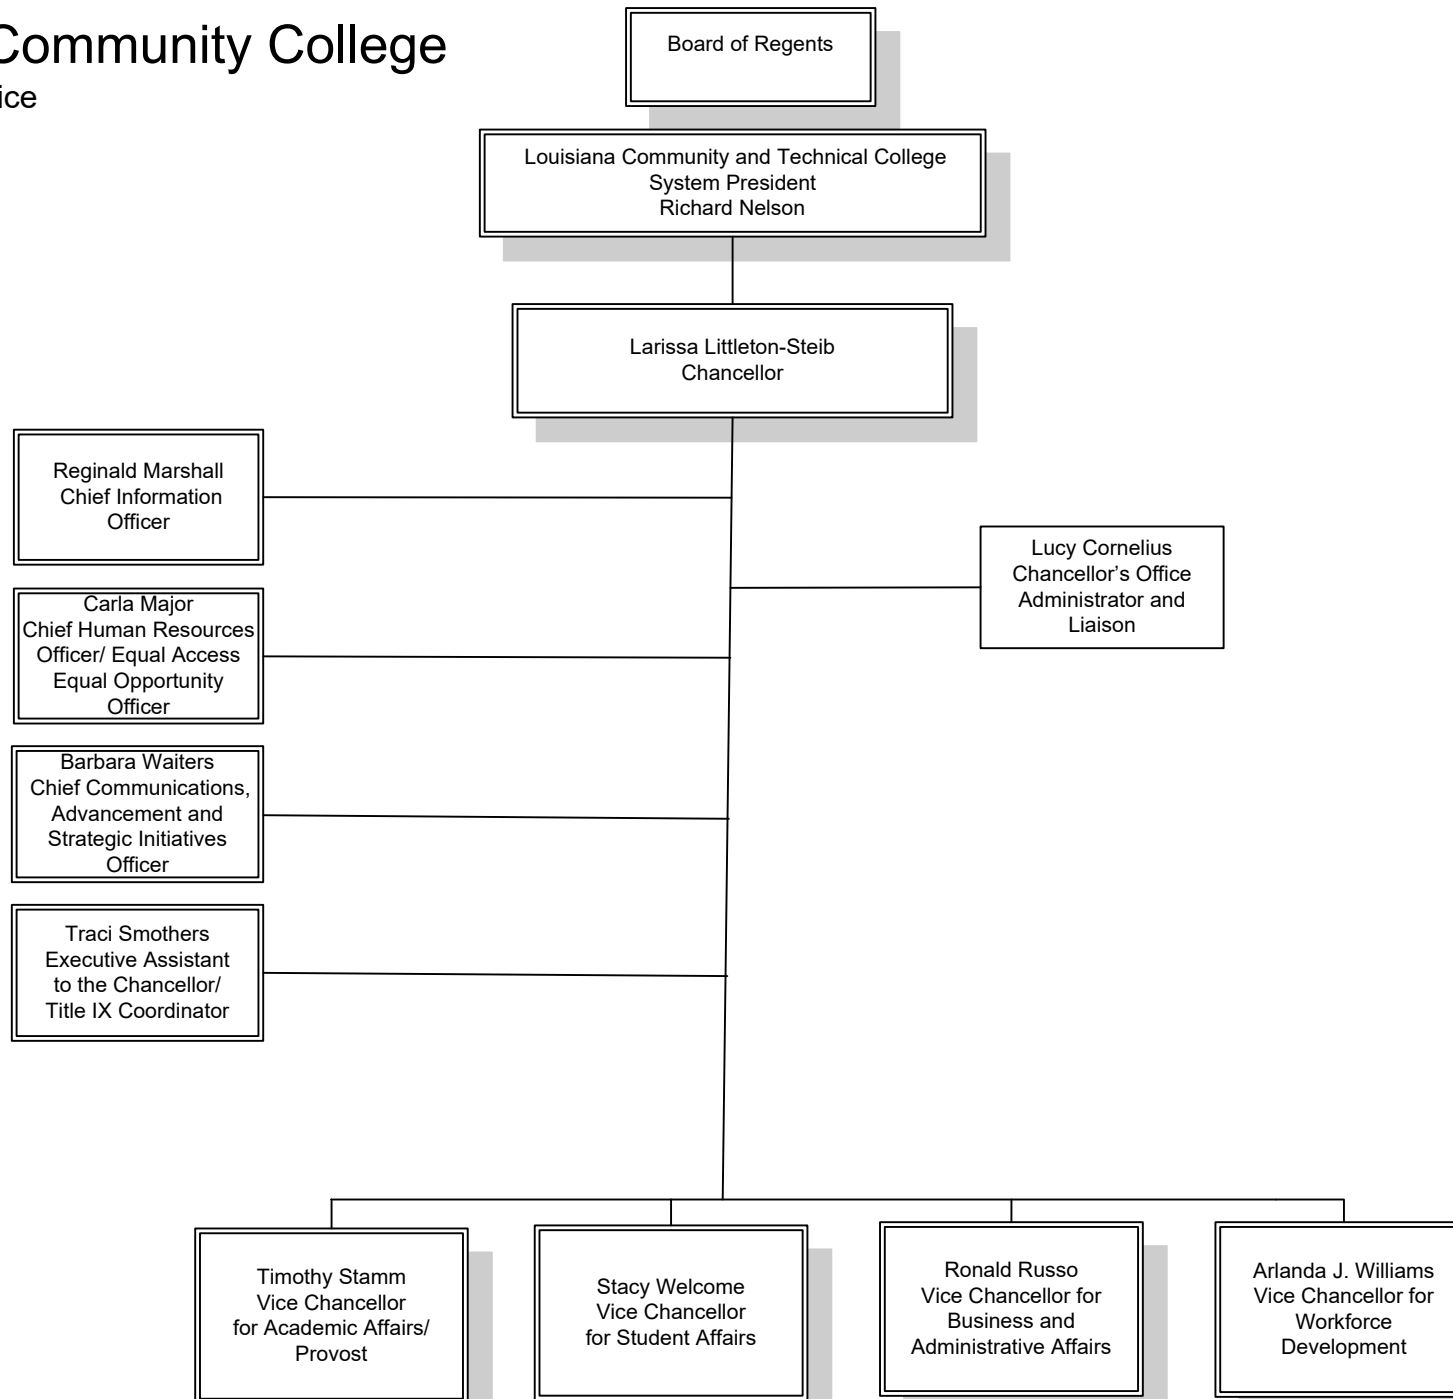 Community College
ice
Board of Regents
Louisiana Community and Technical College
System President
Richard Nelson
Larissa Littleton-Steib
Chancellor
Reginald Marshall
Chief Information
Officer
Lucy Cornelius
Chancellor’s Office
Administrator and
Liaison
Carla Major
Chief Human Resources
Officer/ Equal Access
Equal Opportunity
Officer
Barbara Waiters
Chief Communications,
Advancement and
Strategic Initiatives
Officer
Traci Smothers
Executive Assistant
to the Chancellor/
Title IX Coordinator
Timothy Stamm
Vice Chancellor
for Academic Affairs/
Provost
Stacy Welcome
Vice Chancellor
for Student Affairs
Ronald Russo
Vice Chancellor for
Business and
Administrative Affairs
Arlanda J. Williams
Vice Chancellor for
Workforce
Development